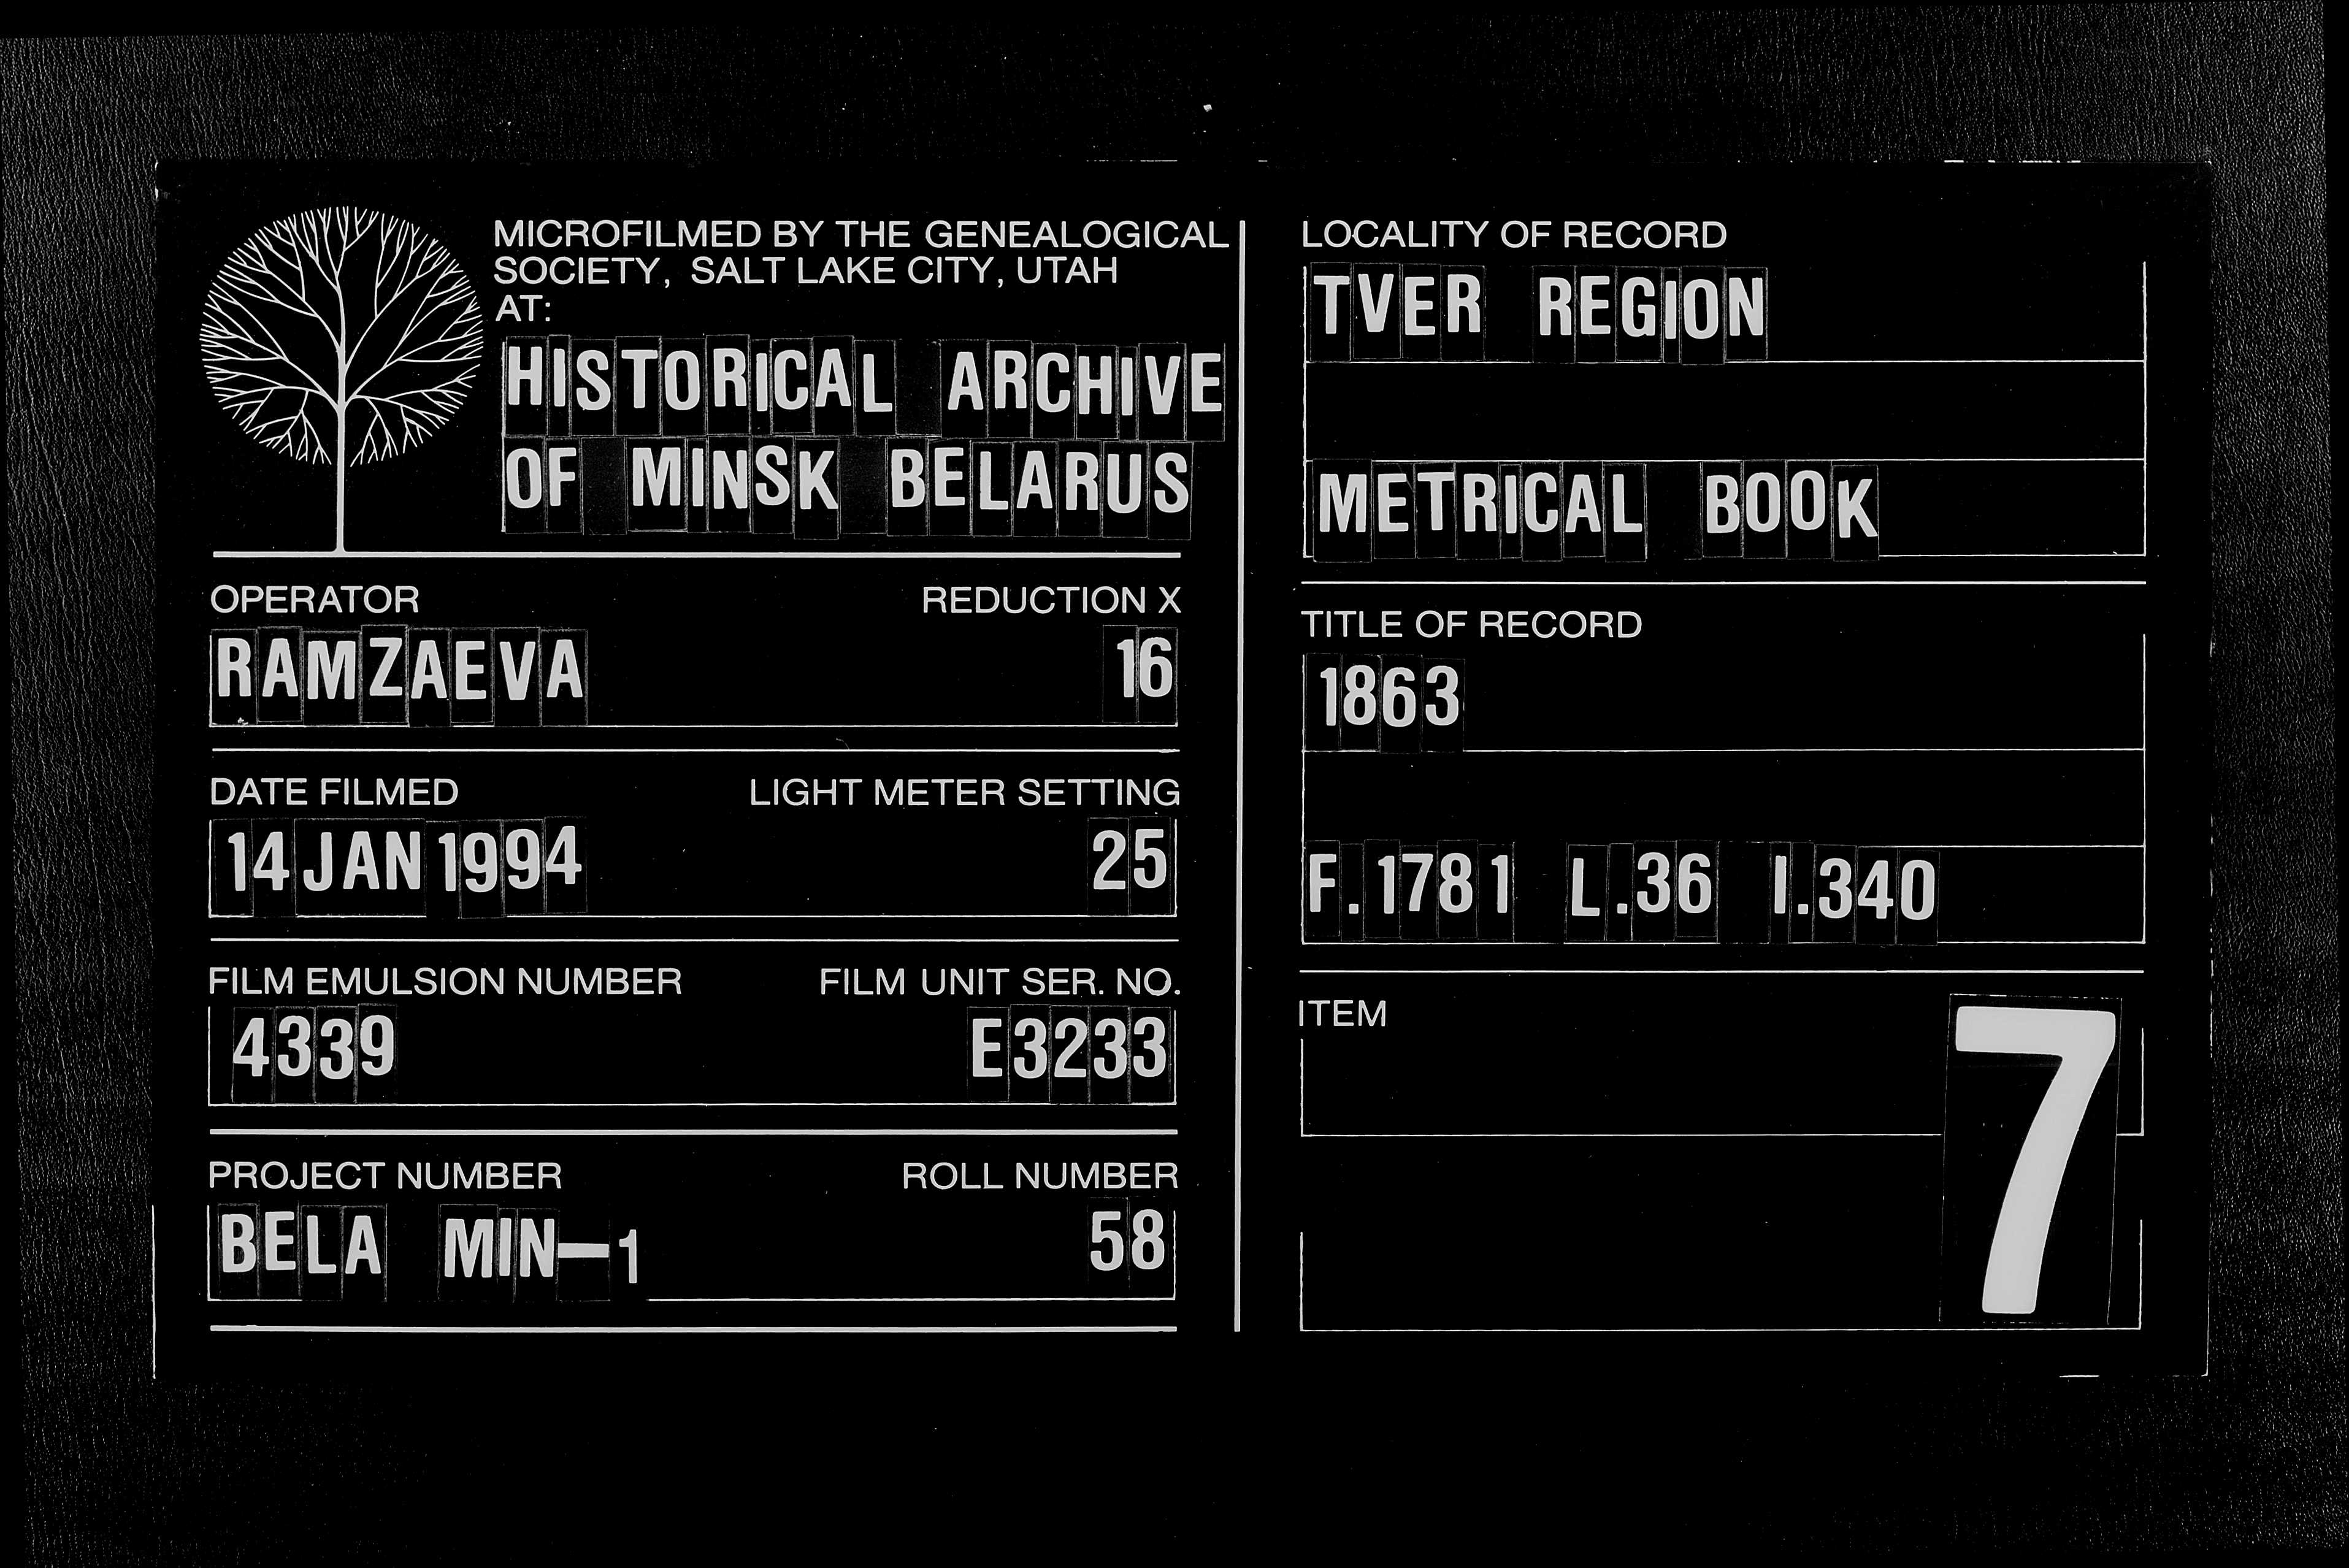 MICROFILMED BY THE GENEALOGICAL
SOCIETY, SALT LAKE CITY, UTAH
AT:
HISTORICAL ARCHIVE
OF MINSK BELARUS
OPERATOR REDUCTION X
RAMZAEVA 16
DATE FILMED LIGHT METER SETTING
14 JAN 1994 25
FILM EMULSION NUMBER FILM UNIT SER. NO.
4339 E3233
PROJECT NUMBER ROLL NUMBER
BELA MIN-1 58
LOCALITY OF RECORD
TVER REGION
METRICAL BOOK
TITLE OF RECORD
1863
F.1781 L.36 I.340
ITEM
7